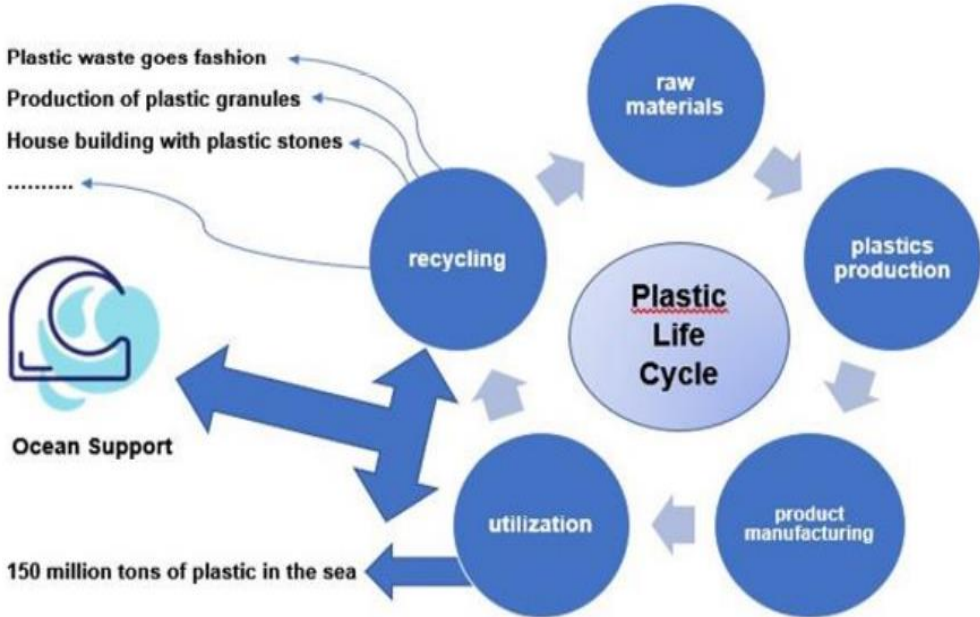 Plastic waste goes fashion
Production of plastic granules
House building with plastic stones
..........
raw
materials
plastics
production
recycling
Plastic
Life
Cycle
Ocean Support
utilization
product
manufacturing
150 million tons of plastic in the sea